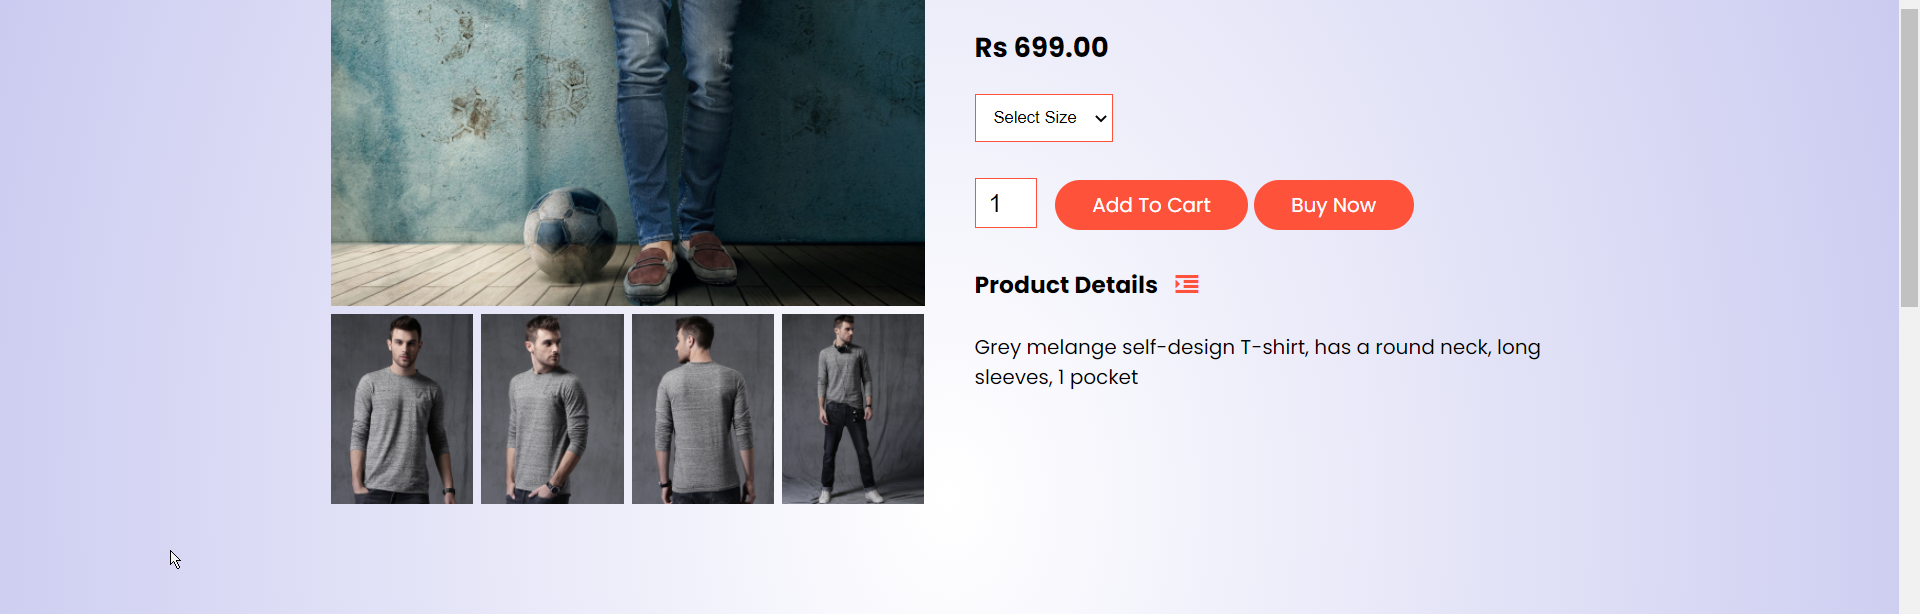 Rs 699.00
Select Size
1
Add To Cart
Buy Now
Product Details
Grey melange self-design T-shirt, has a round neck, long
sleeves, 1 pocket